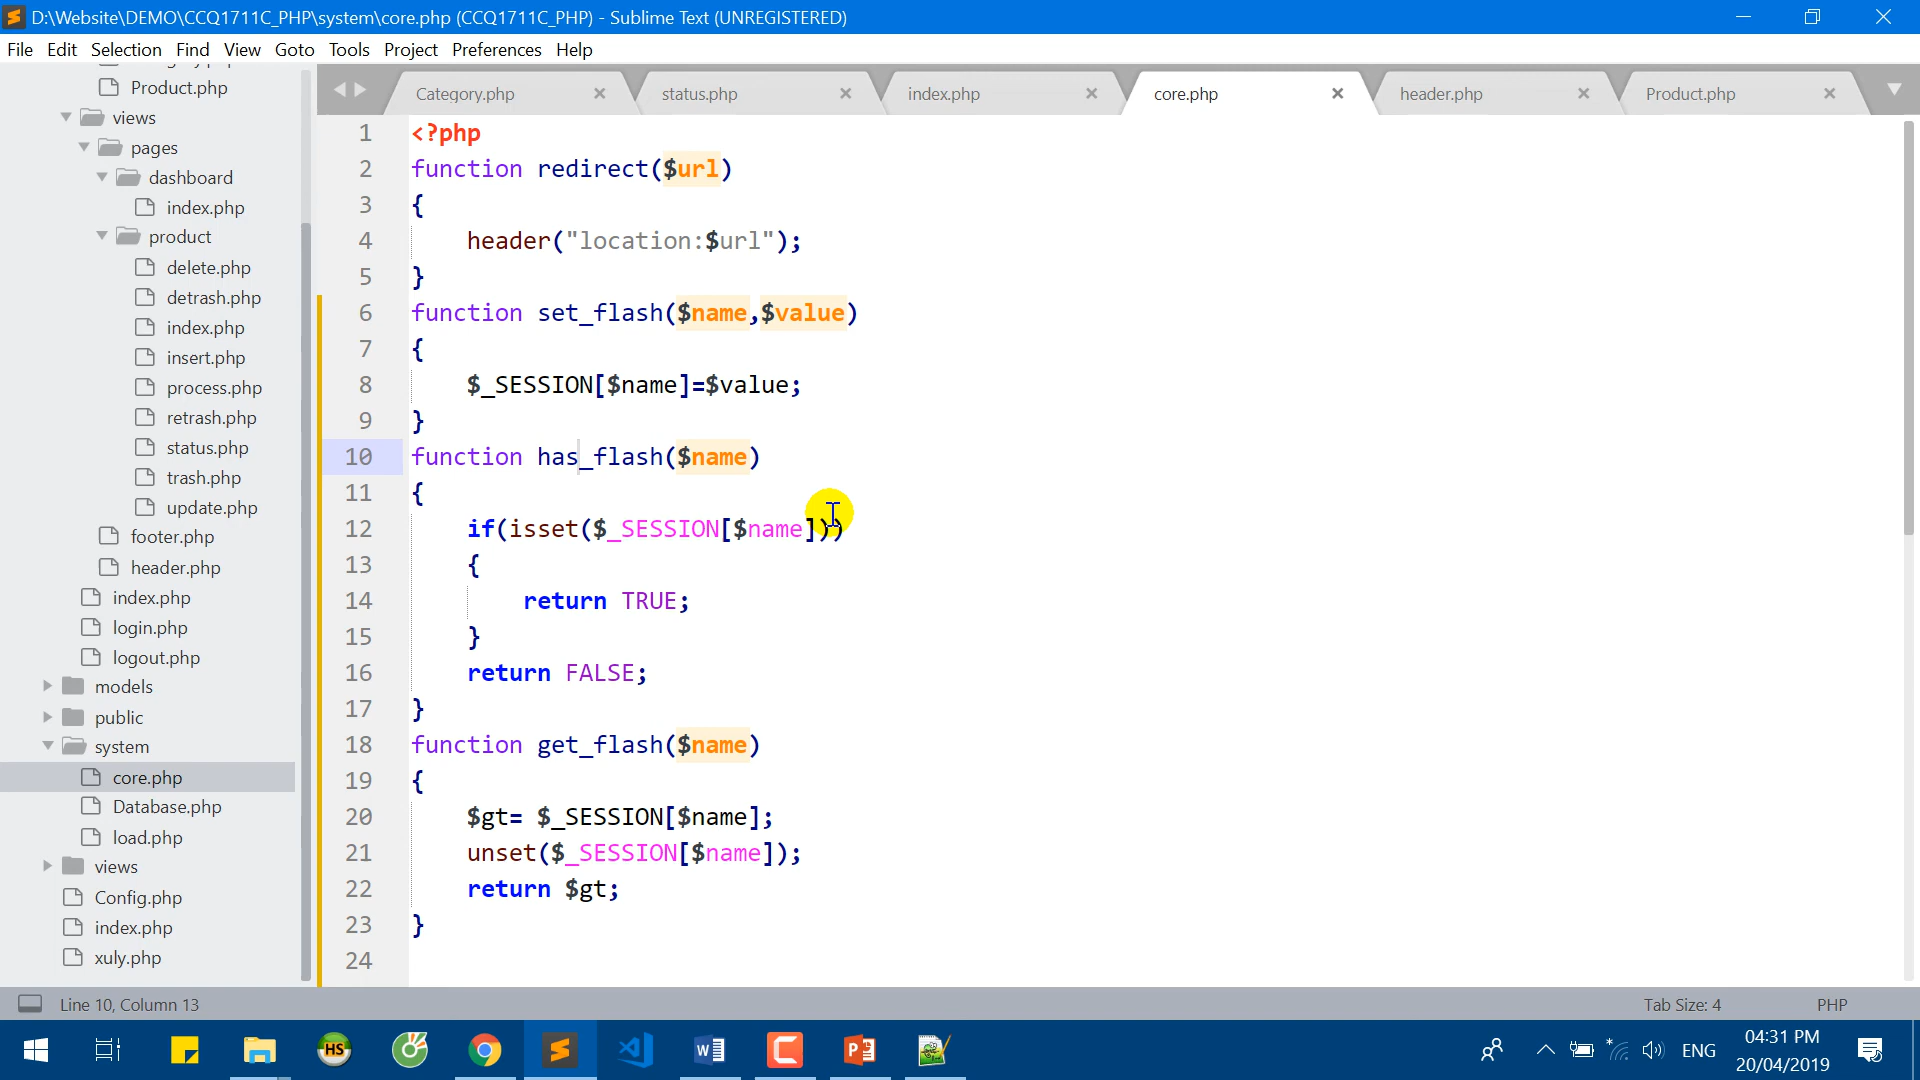 D:\Website\DEMO\CCQ1711C_PHP\system\core.php (CCQ1711C_PHP) - Sublime Text (UNREGISTERED)
File Edit Selection Find View Goto Tools Project Preferences Help
Product.php
views
pages
dashboard
index.php
product
delete.php
detrash.php
index.php
insert.php
process.php
retrash.php
status.php
trash.php
update.php
footer.php
header.php
index.php
login.php
logout.php
models
public
system
core.php
Database.php
load.php
views
Config.php
index.php
xuly.php
Category.php status.php index.php core.php header.php Product.php
1 <?php
2 function redirect($url)
3 {
4 header("location:$url");
5 }
6 function set_flash($name,$value)
7 {
8 $_SESSION[$name]=$value;
9 }
10 function has_flash($name)
11 {
12 if(isset($_SESSION[$name]))
13 {
14 return TRUE;
15 }
16 return FALSE;
17 }
18 function get_flash($name)
19 {
20 $gt= $_SESSION[$name];
21 unset($_SESSION[$name]);
22 return $gt;
23 }
24
Line 10, Column 13 Tab Size: 4 PHP
HS
ENG
04:31 PM
20/04/2019